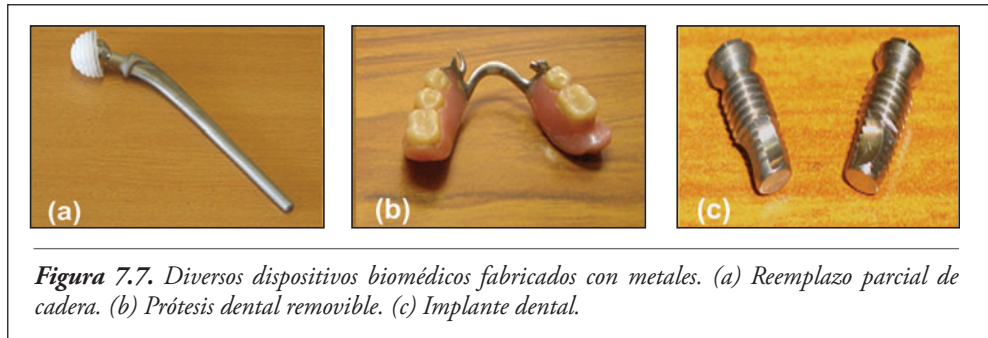 (a)
(b)
(c)
Figura 7.7. Diversos dispositivos biomédicos fabricados con metales. (a) Reemplazo parcial de
cadera. (b) Prótesis dental removible. (c) Implante dental.